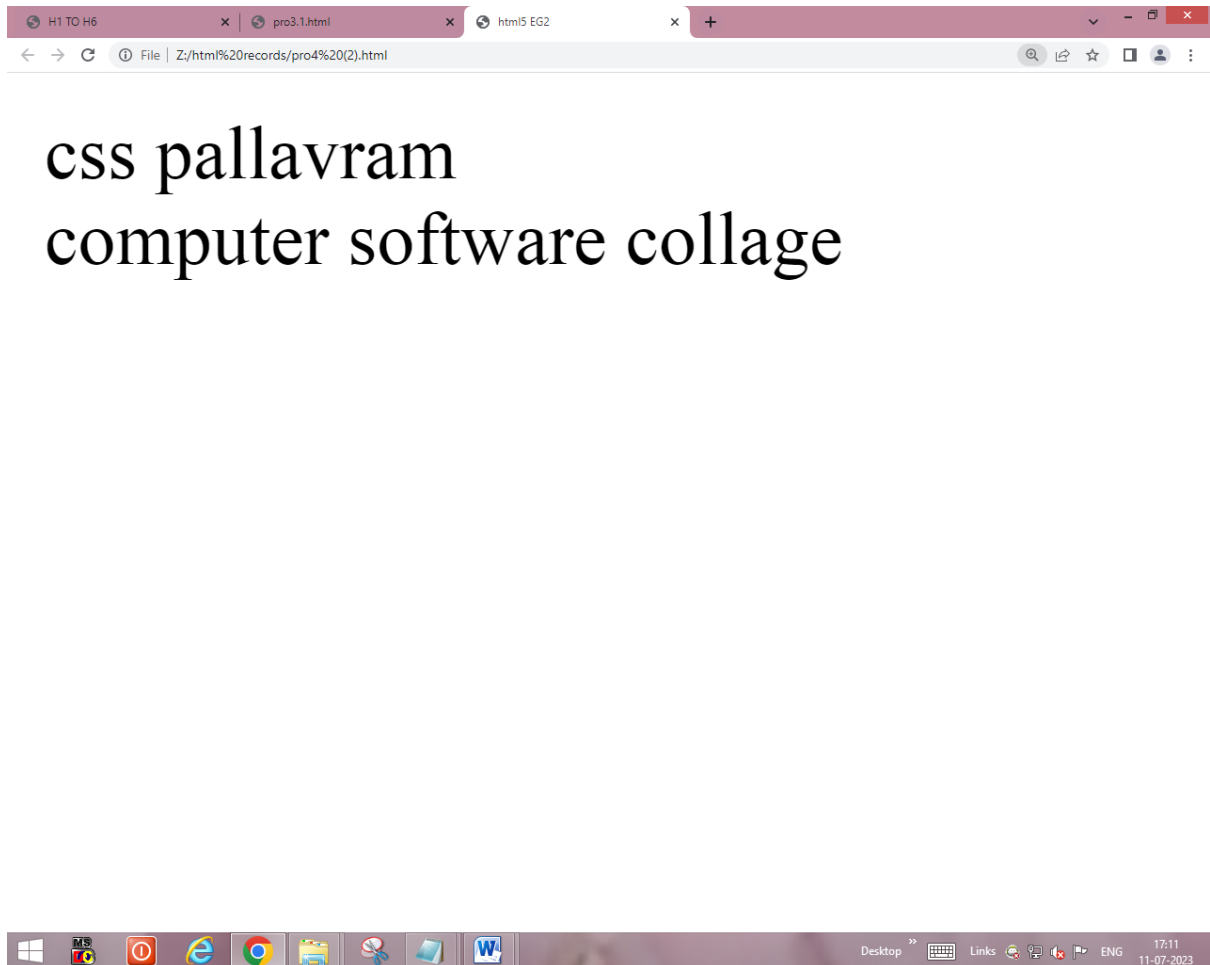 H1 TO H6
pro3.1.html
html5 EG2
File
Z:/html%20records/pro4%20(2).html
css pallavram
computer software collage
MS
W
Desktop
Links
ENG
17:11
11-07-2023